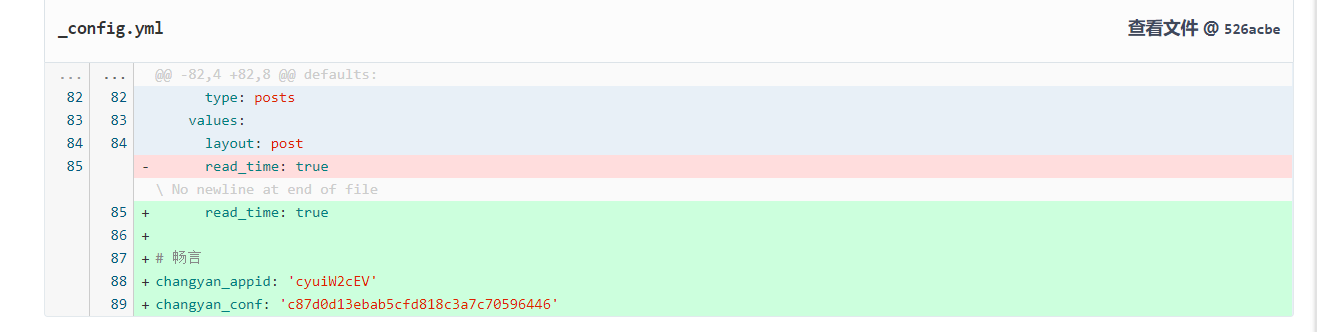 _config.yml 查看文件 @ 526acbe
... ... @@ -82,4 +82,8 @@ defaults:
82 82 type: posts
83 83 values:
84 84 layout: post
85 - read_time: true
\ No newline at end of file
85 + read_time: true
86 +
87 + # 畅言
88 + changyan_appid: 'cyuiW2cEV'
89 + changyan_conf: 'c87d0d13ebab5cfd818c3a7c70596446'